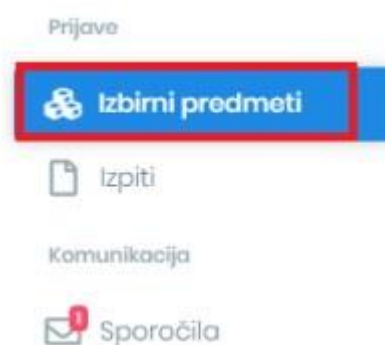 Prijave
Izbirni predmeti
Izpiti
Komunikacija
1
Sporočila